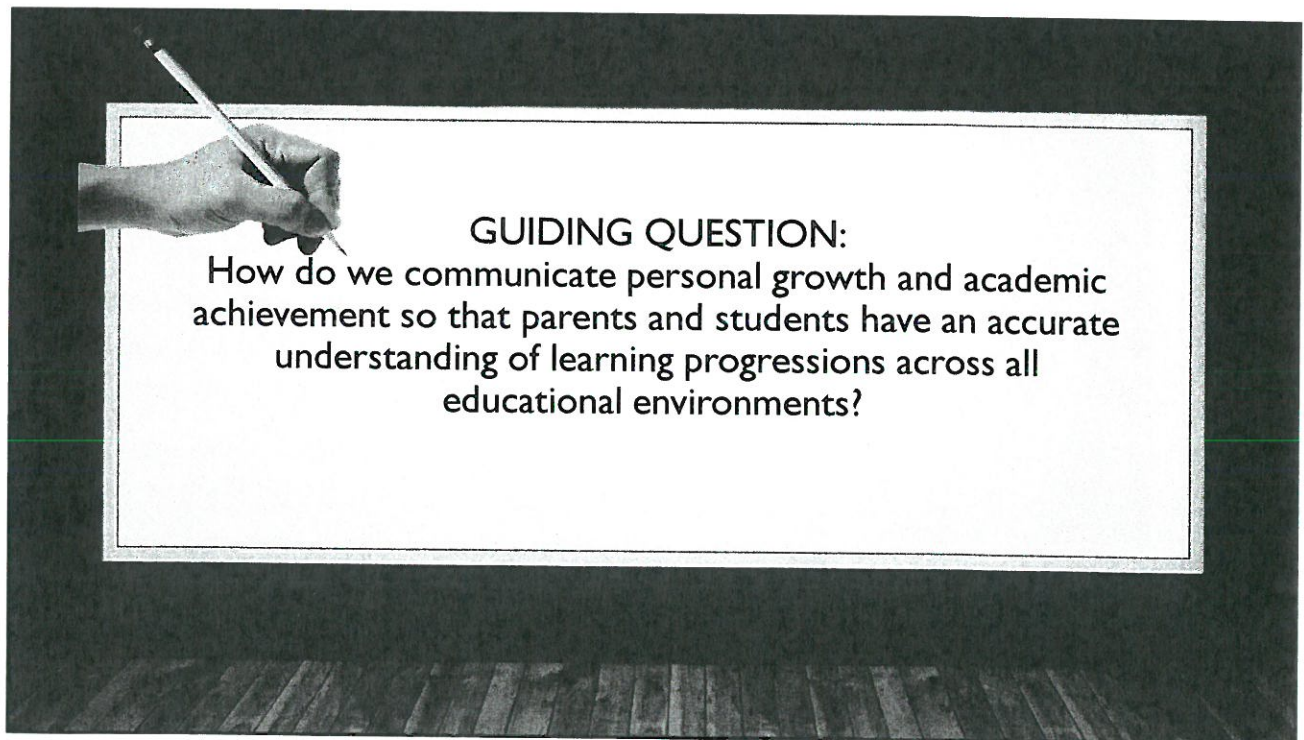 GUIDING QUESTION:
How do we communicate personal growth and academic
achievement so that parents and students have an accurate
understanding of learning progressions across all
educational environments?